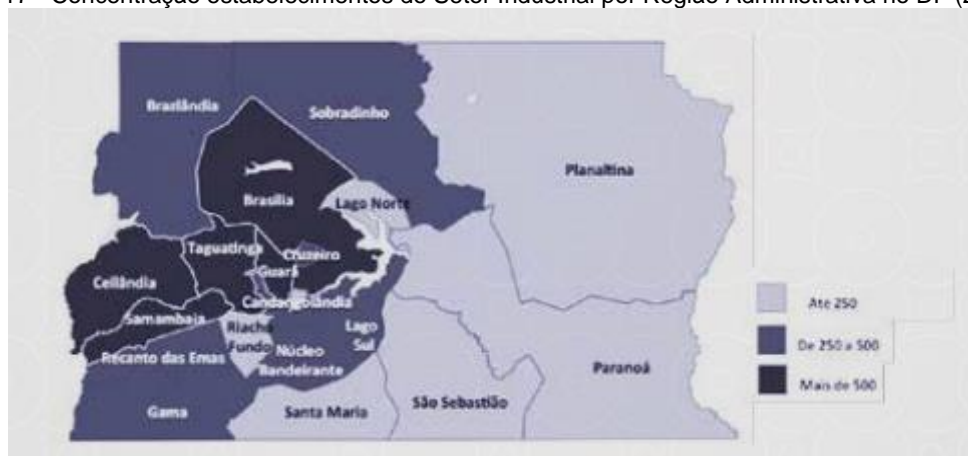 Concentração estabelecimentos do Setor Industrial por Região Administrativa no DF
Brazlândia
Sobradinho
Planaltina
Brasília
Lago Norte
Taguatinga
Cruzeiro
Guará
Ceilândia
Candangolândia
Samambaia
Riacho
Fundo
Lago
Sul
Recanto das Emas
Núcleo
Bandeirante
Paranoá
Gama
Santa Maria
São Sebastião
Até 250
De 250 a 500
Mais de 500